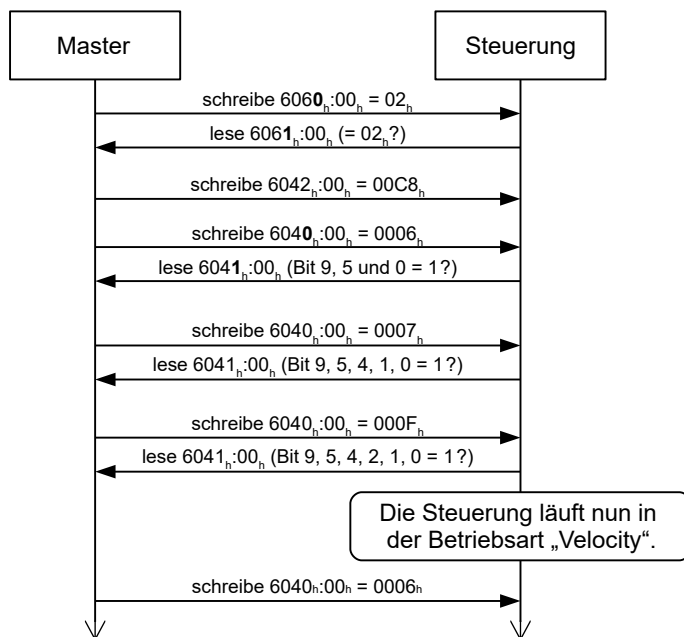 Master
Steuerung
schreibe 6060h:00h = 02h
lese 6061h:00h (= 02h?)
schreibe 6042h:00h = 00C8h
schreibe 6040h:00h = 0006h
lese 6041h:00h (Bit 9, 5 und 0 = 1?)
schreibe 6040h:00h = 0007h
lese 6041h:00h (Bit 9, 5, 4, 1, 0 = 1?)
schreibe 6040h:00h = 000Fh
lese 6041h:00h (Bit 9, 5, 4, 2, 1, 0 = 1?)
Die Steuerung läuft nun in
der Betriebsart „Velocity“.
schreibe 6040h:00h = 0006h